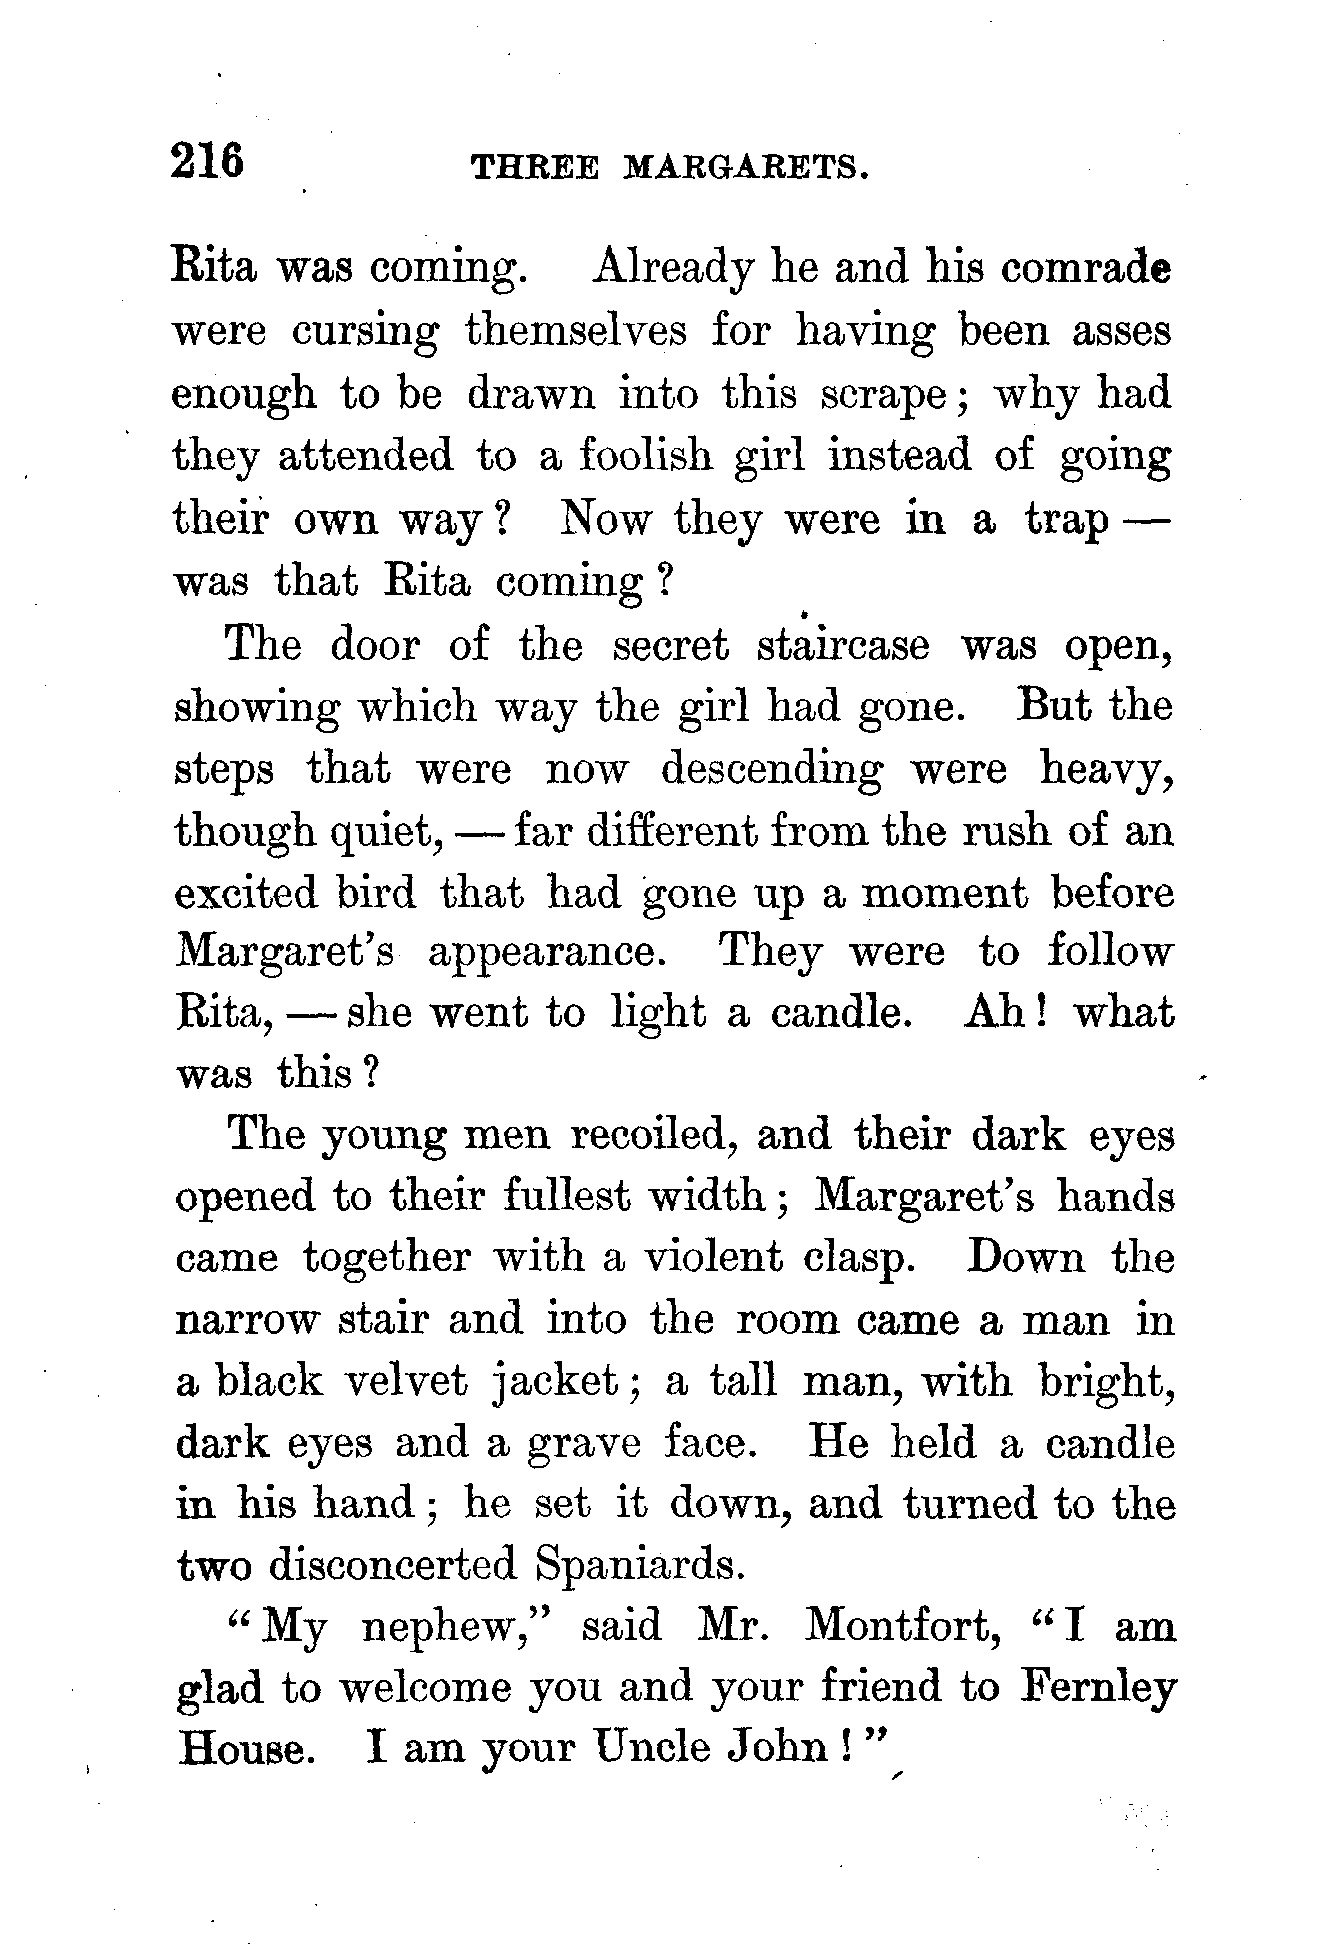 216 THREE MARGARETS.
Rita was coming. Already he and his comrade
were cursing themselves for having been asses
enough to be drawn into this scrape; why had
they attended to a foolish girl instead of going
their own way? Now they were in a trap —
was that Rita coming?
The door of the secret staircase was open,
showing which way the girl had gone. But the
steps that were now descending were heavy,
though quiet, — far different from the rush of an
excited bird that had gone up a moment before
Margaret's appearance. They were to follow
Rita, — she went to light a candle. Ah! what
was this?
The young men recoiled, and their dark eyes
opened to their fullest width; Margaret's hands
came together with a violent clasp. Down the
narrow stair and into the room came a man in
a black velvet jacket; a tall man, with bright,
dark eyes and a grave face. He held a candle
in his hand; he set it down, and turned to the
two disconcerted Spaniards.
"My nephew," said Mr. Montfort, "I am
glad to welcome you and your friend to Fernley
House. I am your Uncle John!"